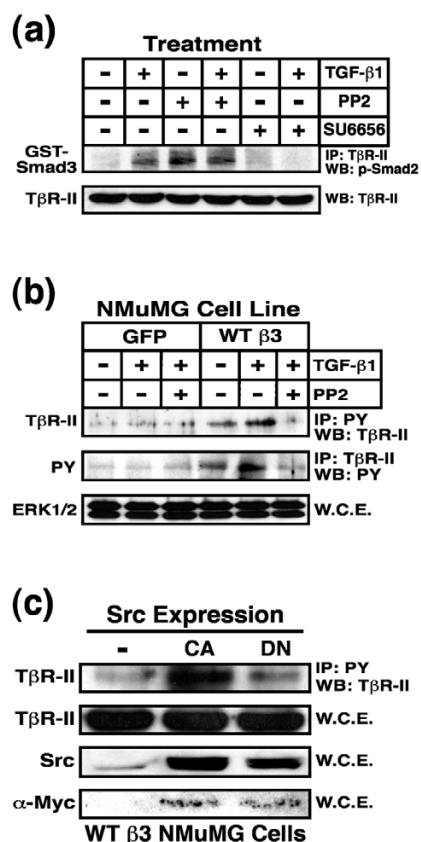 (a)
Treatment
- + - + - + TGF-β1
- - + + - - PP2
- - - - + + SU6656
GST-
Smad3
IP: TβR-II
WB: p-Smad2
TβR-II
WB: TβR-II
(b)
NMuMG Cell Line
GFP WT β3
- + + - + + TGF-β1
- - + - - + PP2
TβR-II
IP: PY
WB: TβR-II
PY
IP: TβR-II
WB: PY
ERK1/2
W.C.E.
(c)
Src Expression
- CA DN
TβR-II
IP: PY
WB: TβR-II
TβR-II
W.C.E.
Src
W.C.E.
α-Myc
W.C.E.
WT β3 NMuMG Cells